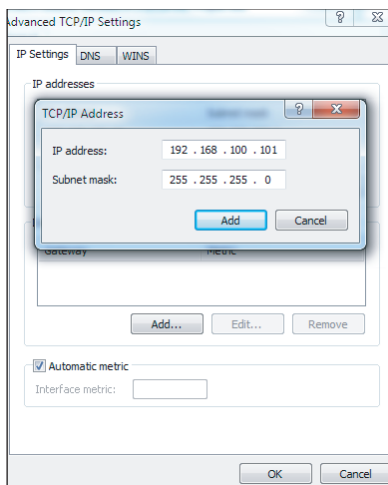 Advanced TCP/IP Settings
IP Settings DNS WINS
IP addresses
TCP/IP Address
IP address: 192 . 168 . 100 . 101
Subnet mask: 255 . 255 . 255 . 0
Add Cancel
Gateway Metric
Add... Edit... Remove
Automatic metric
Interface metric:
OK Cancel